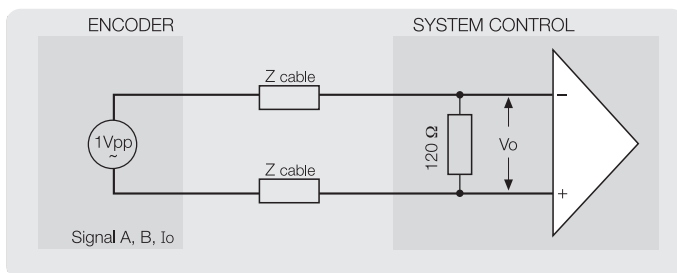 ENCODER
SYSTEM CONTROL
Z cable
1Vpp
~
120 Ω
Vo
−
+
Z cable
Signal A, B, Io